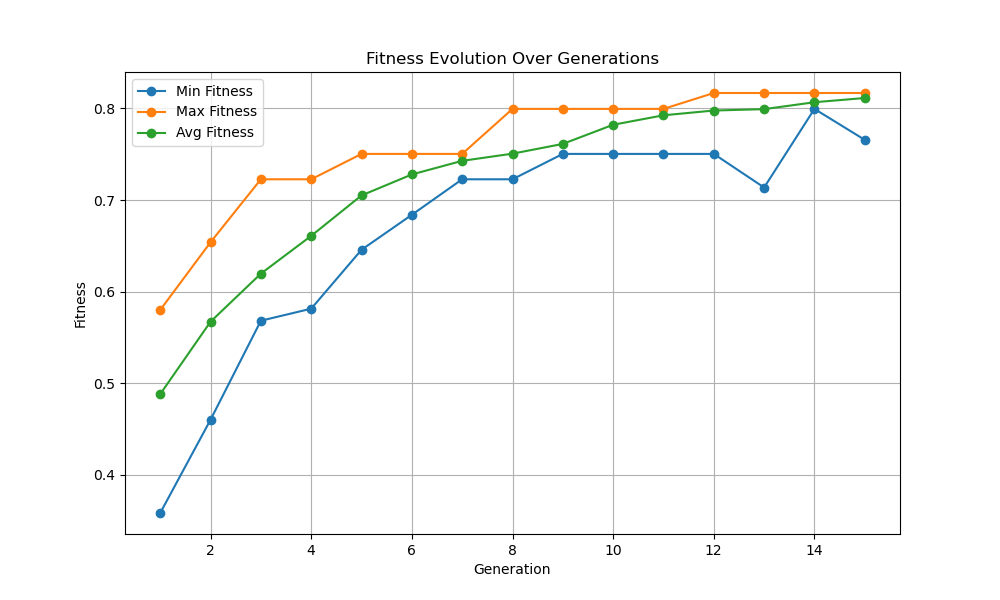 Fitness Evolution Over Generations
Min Fitness
Max Fitness
Avg Fitness
0.8
0.7
0.6
0.5
0.4
Fitness
2 4 6 8 10 12 14
Generation